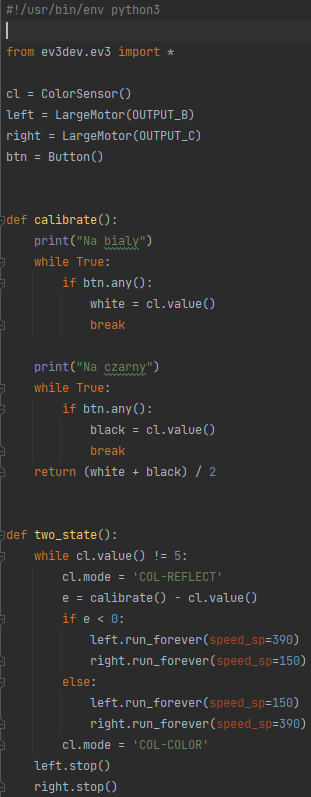 #!/usr/bin/env python3
from ev3dev.ev3 import *
cl = ColorSensor()
left = LargeMotor(OUTPUT_B)
right = LargeMotor(OUTPUT_C)
btn = Button()
def calibrate():
    print("Na bialy")
    while True:
        if btn.any():
            white = cl.value()
            break
    print("Na czarny")
    while True:
        if btn.any():
            black = cl.value()
            break
    return (white + black) / 2
def two_state():
    while cl.value() != 5:
        cl.mode = 'COL-REFLECT'
        e = calibrate() - cl.value()
        if e < 0:
            left.run_forever(speed_sp=390)
            right.run_forever(speed_sp=150)
        else:
            left.run_forever(speed_sp=150)
            right.run_forever(speed_sp=390)
        cl.mode = 'COL-COLOR'
    left.stop()
    right.stop()